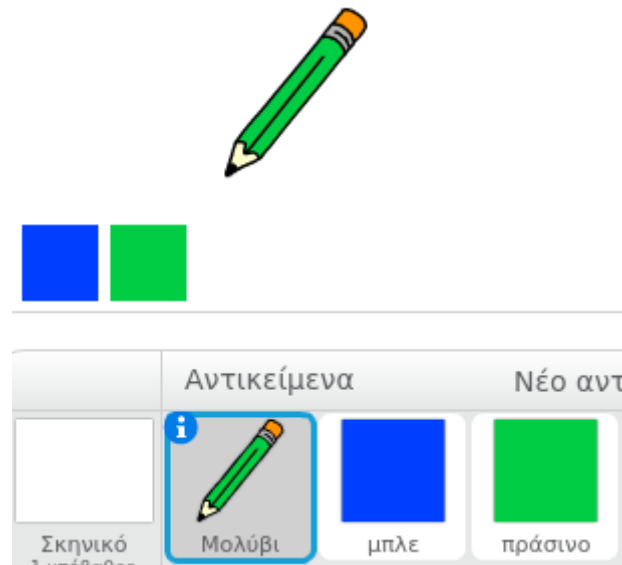 Αντικείμενα
Νέο αντ
Σκηνικό
Μολύβι
μπλε
πράσινο